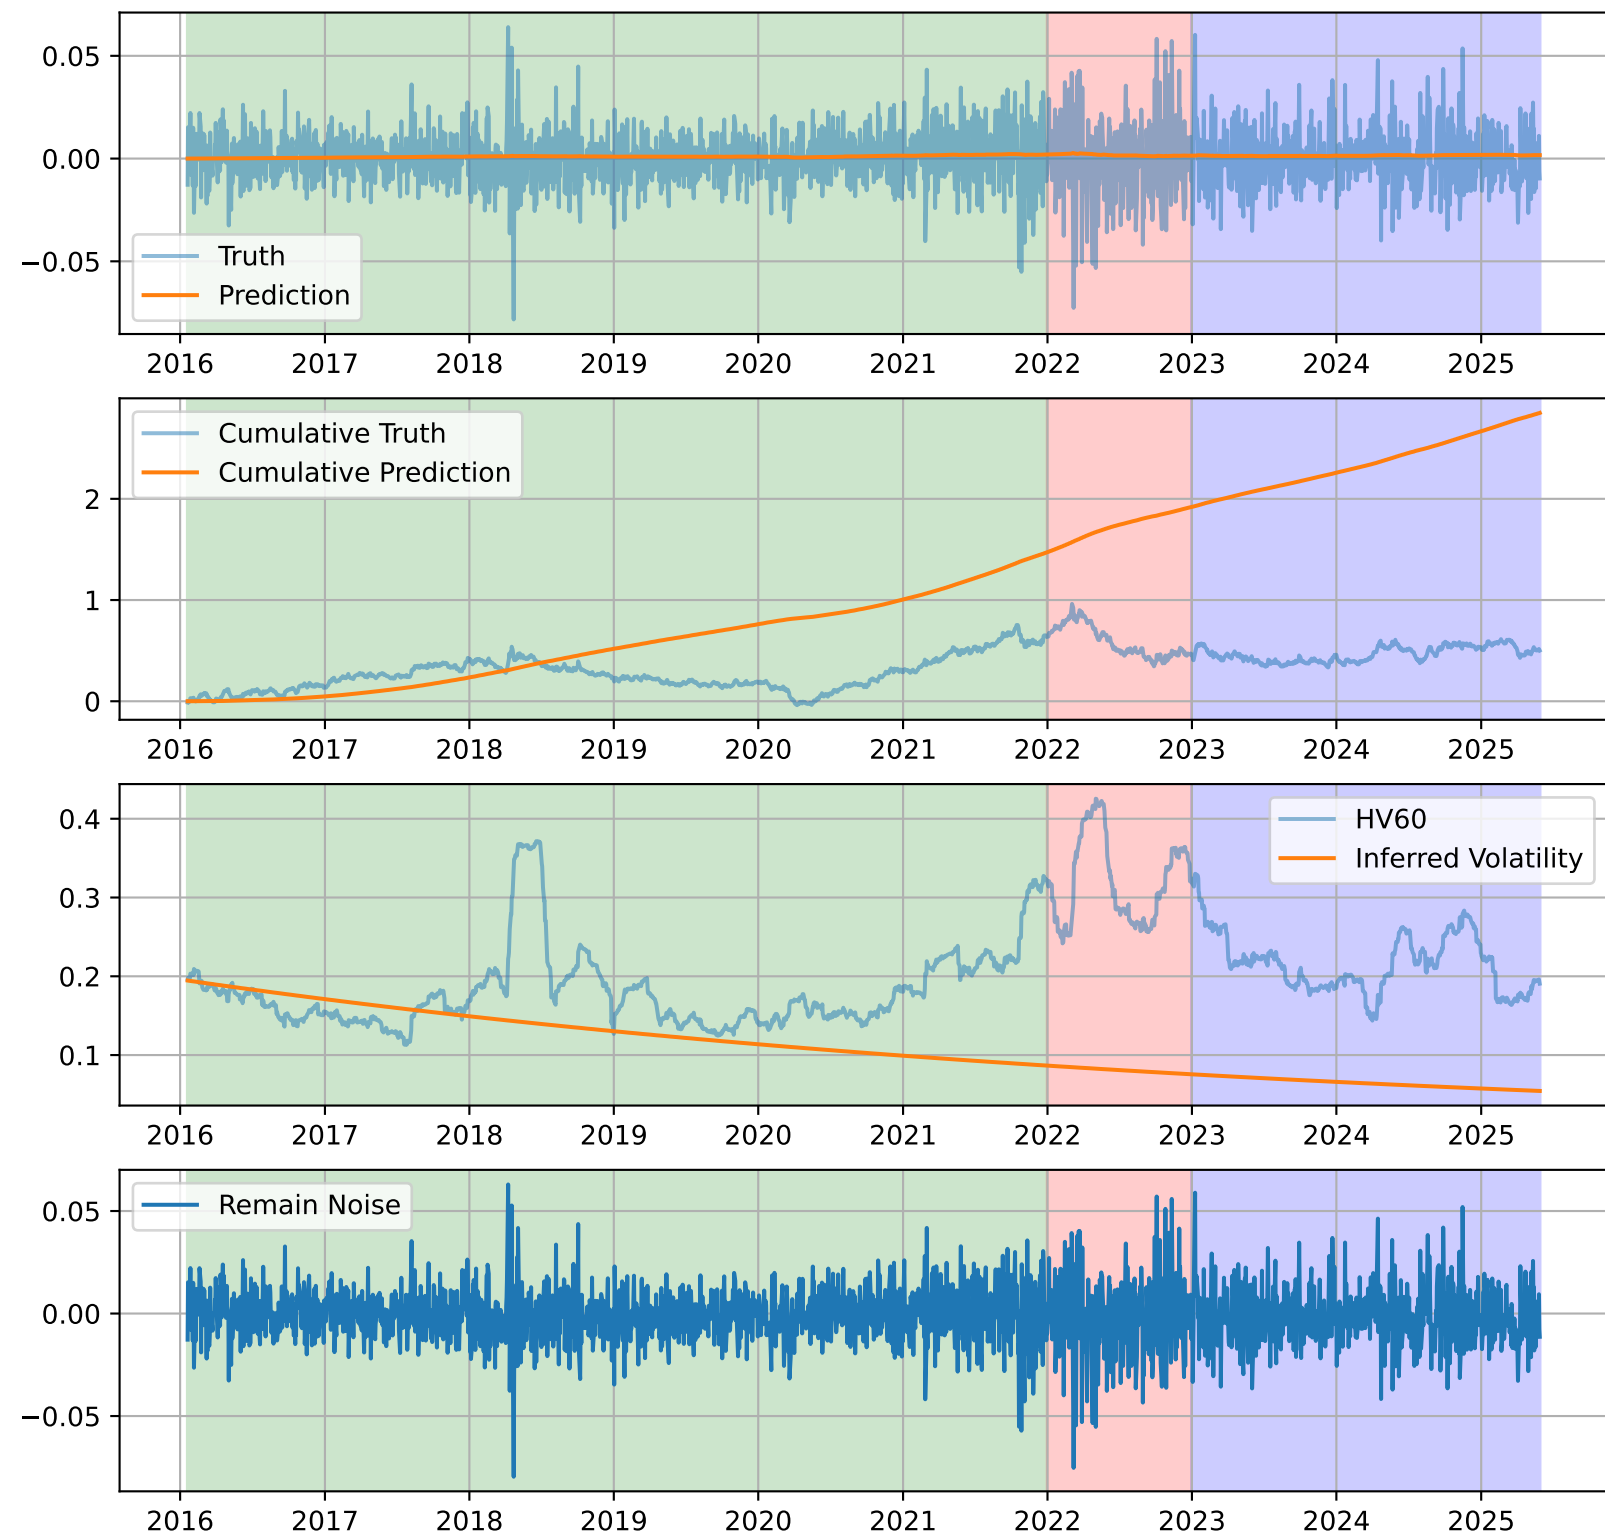 0.05
0.00
−0.05
Truth
Prediction
2016 2017 2018 2019 2020 2021 2022 2023 2024 2025
Cumulative Truth
Cumulative Prediction
2
1
0
2016 2017 2018 2019 2020 2021 2022 2023 2024 2025
0.4
0.3
0.2
0.1
HV60
Inferred Volatility
2016 2017 2018 2019 2020 2021 2022 2023 2024 2025
Remain Noise
0.05
0.00
−0.05
2016 2017 2018 2019 2020 2021 2022 2023 2024 2025